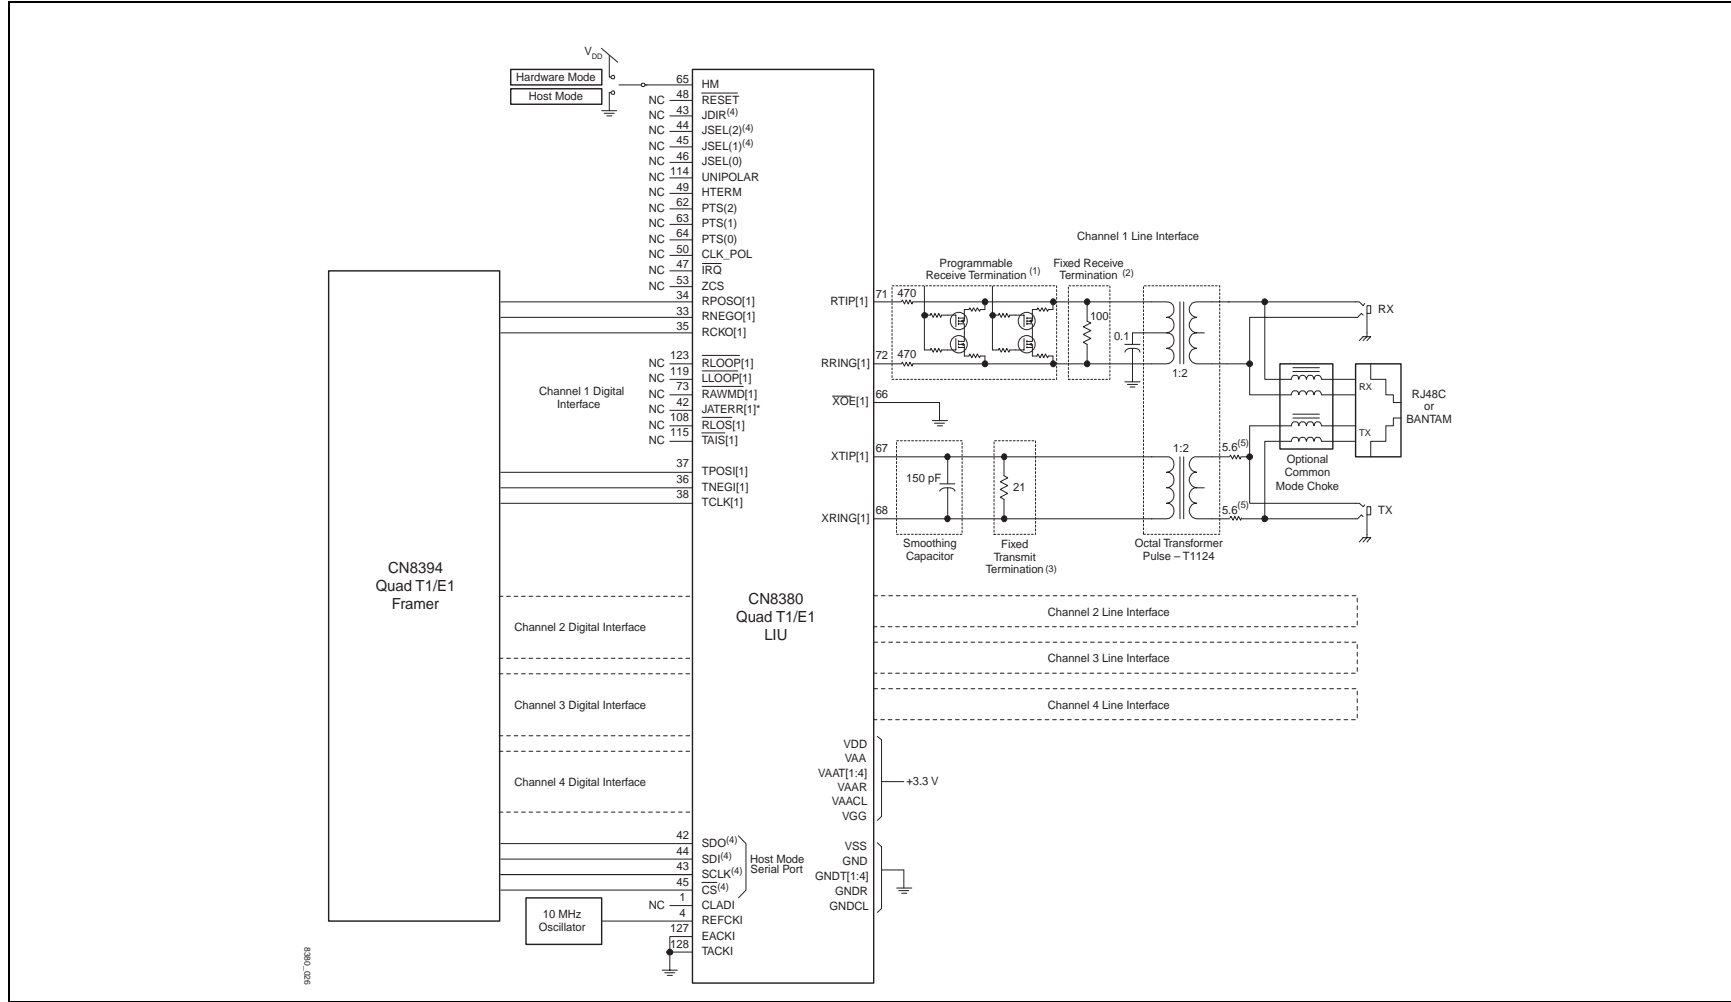 VDD
Hardware Mode
Host Mode
65 HM
NC 48 RESET
NC 43 JDIR(4)
NC 44 JSEL(2)(4)
NC 45 JSEL(1)(4)
NC 46 JSEL(0)
NC 114 UNIPOLAR
NC 49 HTERM
NC 62 PTS(2)
NC 63 PTS(1)
NC 64 PTS(0)
NC 50 CLK_POL
NC 47 IRQ
NC 53 ZCS
34 RPOSO[1]
33 RNEGO[1]
35 RCKO[1]
Channel 1 Digital
Interface
NC 123 RLOOP[1]
NC 119 LLOOP[1]
NC 73 RAWMD[1]
NC 42 JATERR[1]*
NC 108 RLOS[1]
NC 115 TAIS[1]
37 TPOSI[1]
36 TNEGI[1]
38 TCLK[1]
CN8394
Quad T1/E1
Framer
CN8380
Quad T1/E1
LIU
Channel 2 Digital Interface
Channel 3 Digital Interface
Channel 4 Digital Interface
42 SDO(4)
44 SDI(4)
43 SCLK(4)
45 CS(4)
Host Mode
Serial Port
NC 1 CLADI
10 MHz
Oscillator
4 REFCKI
127 EACKI
128 TACKI
Channel 1 Line Interface
Programmable
Receive Termination (1)
Fixed Receive
Termination (2)
RTIP[1] 71 470
100
0.1
RRING[1] 72 470
1:2
RX
XOE[1] 66
RX
TX
RJ48C
or
BANTAM
Optional
Common
Mode Choke
XTIP[1] 67
150 pF
21
1:2
5.6(5)
XRING[1] 68
5.6(5)
TX
Smoothing
Capacitor
Fixed
Transmit
Termination (3)
Octal Transformer
Pulse – T1124
Channel 2 Line Interface
Channel 3 Line Interface
Channel 4 Line Interface
VDD
VAA
VAAT[1:4]
VAAR
VAACL
VGG
+3.3 V
VSS
GND
GNDT[1:4]
GNDR
GNDCL
8380_026